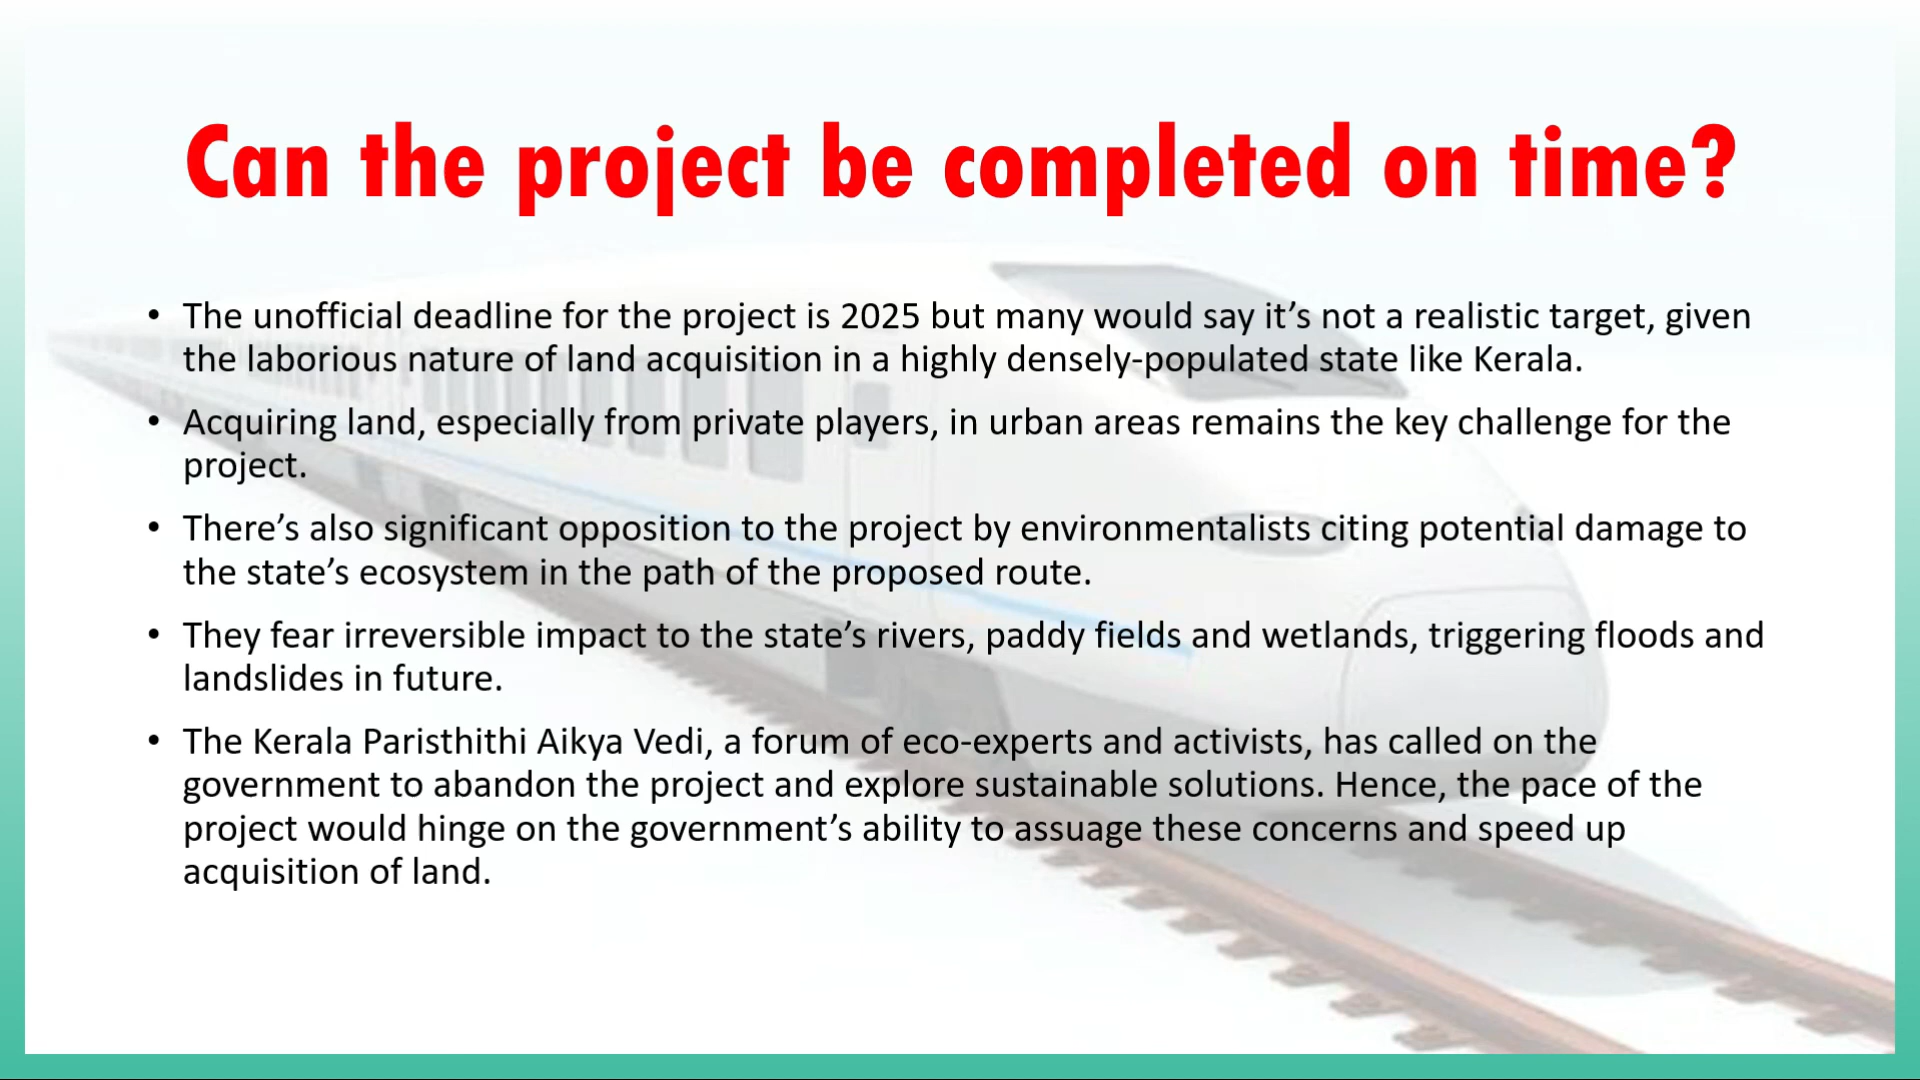 Can the project be completed on time?
• The unofficial deadline for the project is 2025 but many would say it’s not a realistic target, given
the laborious nature of land acquisition in a highly densely-populated state like Kerala.
• Acquiring land, especially from private players, in urban areas remains the key challenge for the
project.
• There’s also significant opposition to the project by environmentalists citing potential damage to
the state’s ecosystem in the path of the proposed route.
• They fear irreversible impact to the state’s rivers, paddy fields and wetlands, triggering floods and
landslides in future.
• The Kerala Paristhithi Aikya Vedi, a forum of eco-experts and activists, has called on the
government to abandon the project and explore sustainable solutions. Hence, the pace of the
project would hinge on the government’s ability to assuage these concerns and speed up
acquisition of land.